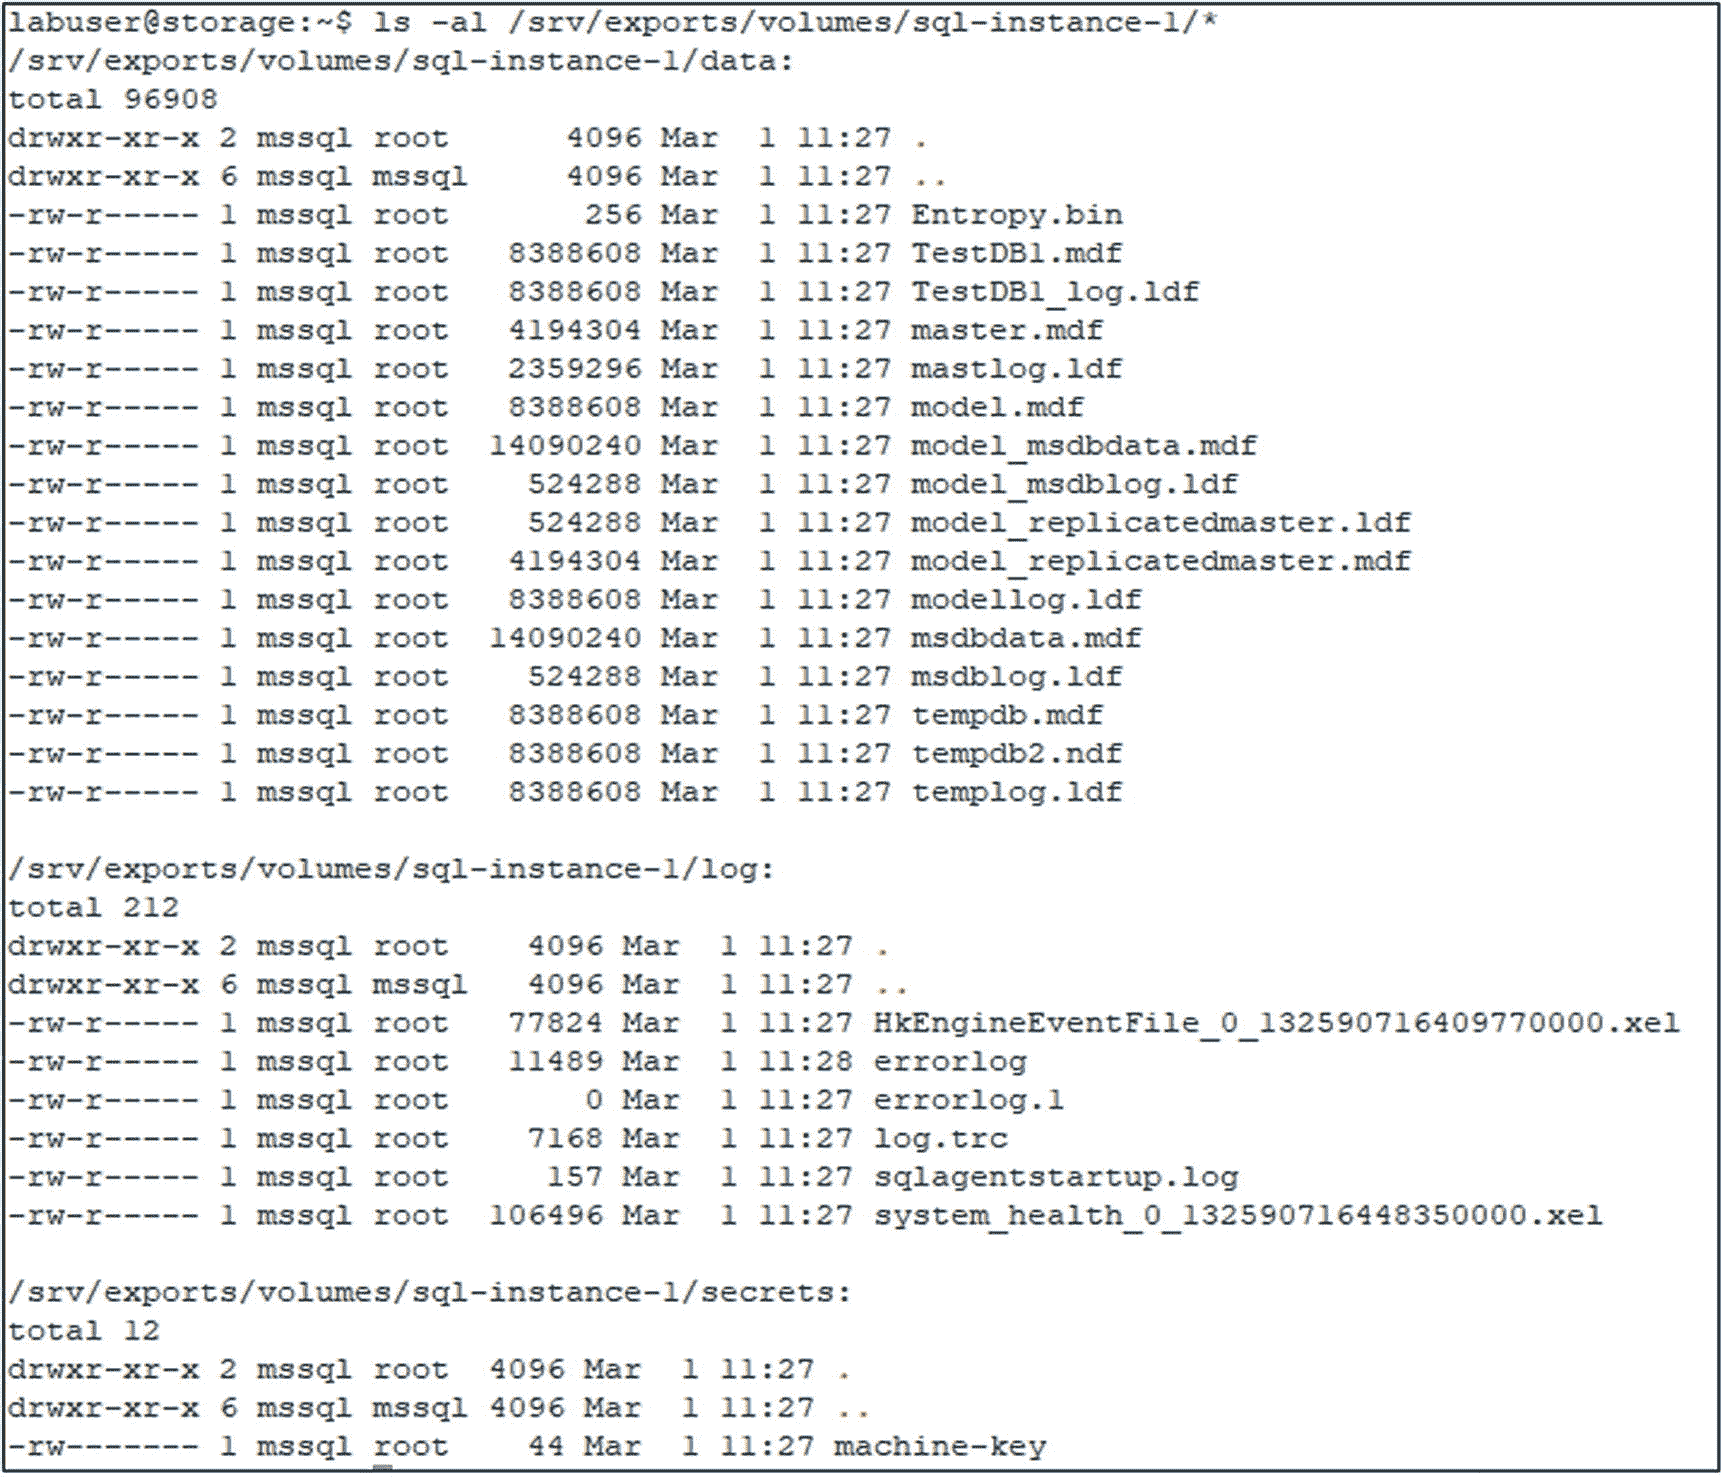 labuser@storage:~$ ls -al /srv/exports/volumes/sql-instance-1/*
/srv/exports/volumes/sql-instance-1/data:
total 96908
drwxr-xr-x 2 mssql root      4096 Mar  1 11:27 .
drwxr-xr-x 6 mssql mssql     4096 Mar  1 11:27 ..
-rw-r----- 1 mssql root       256 Mar  1 11:27 Entropy.bin
-rw-r----- 1 mssql root   8388608 Mar  1 11:27 TestDB1.mdf
-rw-r----- 1 mssql root   8388608 Mar  1 11:27 TestDB1_log.ldf
-rw-r----- 1 mssql root   4194304 Mar  1 11:27 master.mdf
-rw-r----- 1 mssql root   2359296 Mar  1 11:27 mastlog.ldf
-rw-r----- 1 mssql root   8388608 Mar  1 11:27 model.mdf
-rw-r----- 1 mssql root  14090240 Mar  1 11:27 model_msdbdata.mdf
-rw-r----- 1 mssql root    524288 Mar  1 11:27 model_msdblog.ldf
-rw-r----- 1 mssql root    524288 Mar  1 11:27 model_replicatedmaster.ldf
-rw-r----- 1 mssql root   4194304 Mar  1 11:27 model_replicatedmaster.mdf
-rw-r----- 1 mssql root   8388608 Mar  1 11:27 modellog.ldf
-rw-r----- 1 mssql root  14090240 Mar  1 11:27 msdbdata.mdf
-rw-r----- 1 mssql root    524288 Mar  1 11:27 msdblog.ldf
-rw-r----- 1 mssql root   8388608 Mar  1 11:27 tempdb.mdf
-rw-r----- 1 mssql root   8388608 Mar  1 11:27 tempdb2.ndf
-rw-r----- 1 mssql root   8388608 Mar  1 11:27 templog.ldf
/srv/exports/volumes/sql-instance-1/log:
total 212
drwxr-xr-x 2 mssql root    4096 Mar  1 11:27 .
drwxr-xr-x 6 mssql mssql   4096 Mar  1 11:27 ..
-rw-r----- 1 mssql root   77824 Mar  1 11:27 HkEngineEventFile_0_132590716409770000.xel
-rw-r----- 1 mssql root   11489 Mar  1 11:28 errorlog
-rw-r----- 1 mssql root       0 Mar  1 11:27 errorlog.1
-rw-r----- 1 mssql root    7168 Mar  1 11:27 log.trc
-rw-r----- 1 mssql root     157 Mar  1 11:27 sqlagentstartup.log
-rw-r----- 1 mssql root  106496 Mar  1 11:27 system_health_0_132590716448350000.xel
/srv/exports/volumes/sql-instance-1/secrets:
total 12
drwxr-xr-x 2 mssql root  4096 Mar  1 11:27 .
drwxr-xr-x 6 mssql mssql 4096 Mar  1 11:27 ..
-rw------- 1 mssql root    44 Mar  1 11:27 machine-key